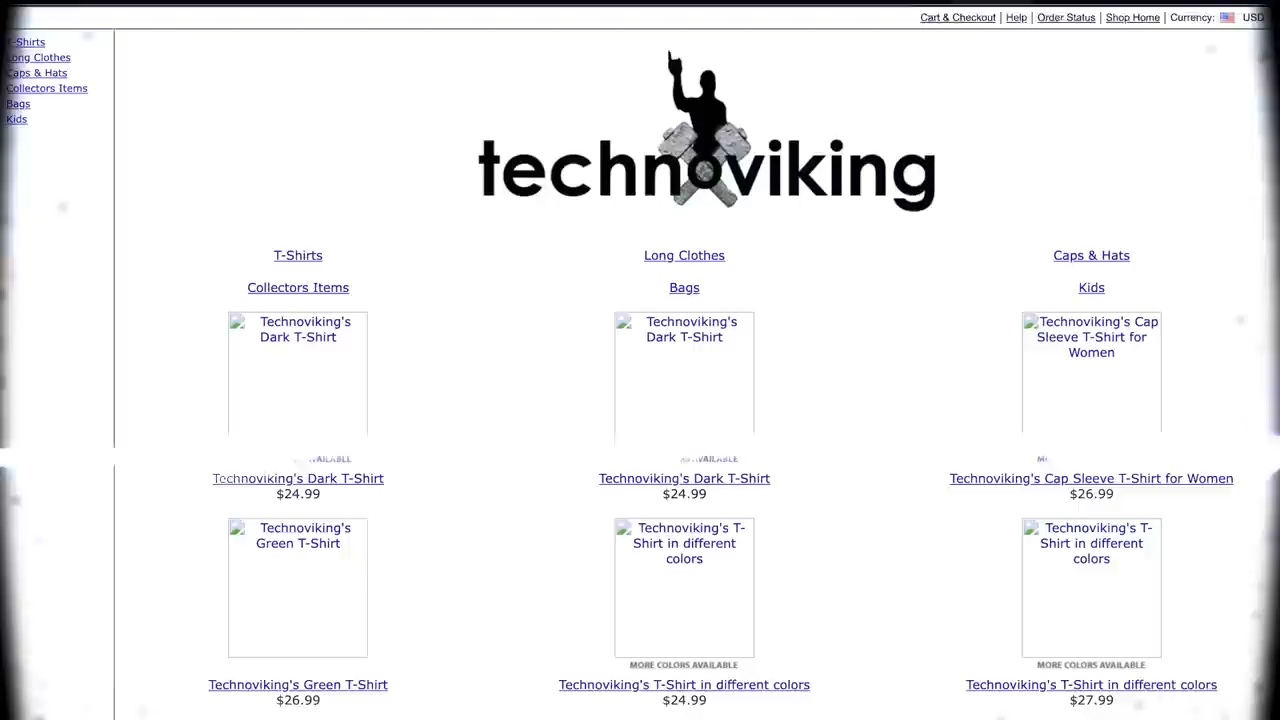 Cart & Checkout | Help | Order Status | Shop Home | Currency: USD
T-Shirts
Long Clothes
Caps & Hats
Collectors Items
Bags
Kids
technoviking
T-Shirts Long Clothes Caps & Hats
Collectors Items Bags Kids
Technoviking's Technoviking's Technoviking's Cap
Dark T-Shirt Dark T-Shirt Sleeve T-Shirt for
Women
AVAILABLE
Technoviking's Dark T-Shirt Technoviking's Dark T-Shirt Technoviking's Cap Sleeve T-Shirt for Women
$24.99 $24.99 $26.99
Technoviking's Technoviking's T- Technoviking's T-
Green T-Shirt Shirt in different Shirt in different
colors colors
MORE COLORS AVAILABLE MORE COLORS AVAILABLE
Technoviking's Green T-Shirt Technoviking's T-Shirt in different colors Technoviking's T-Shirt in different colors
$26.99 $24.99 $27.99